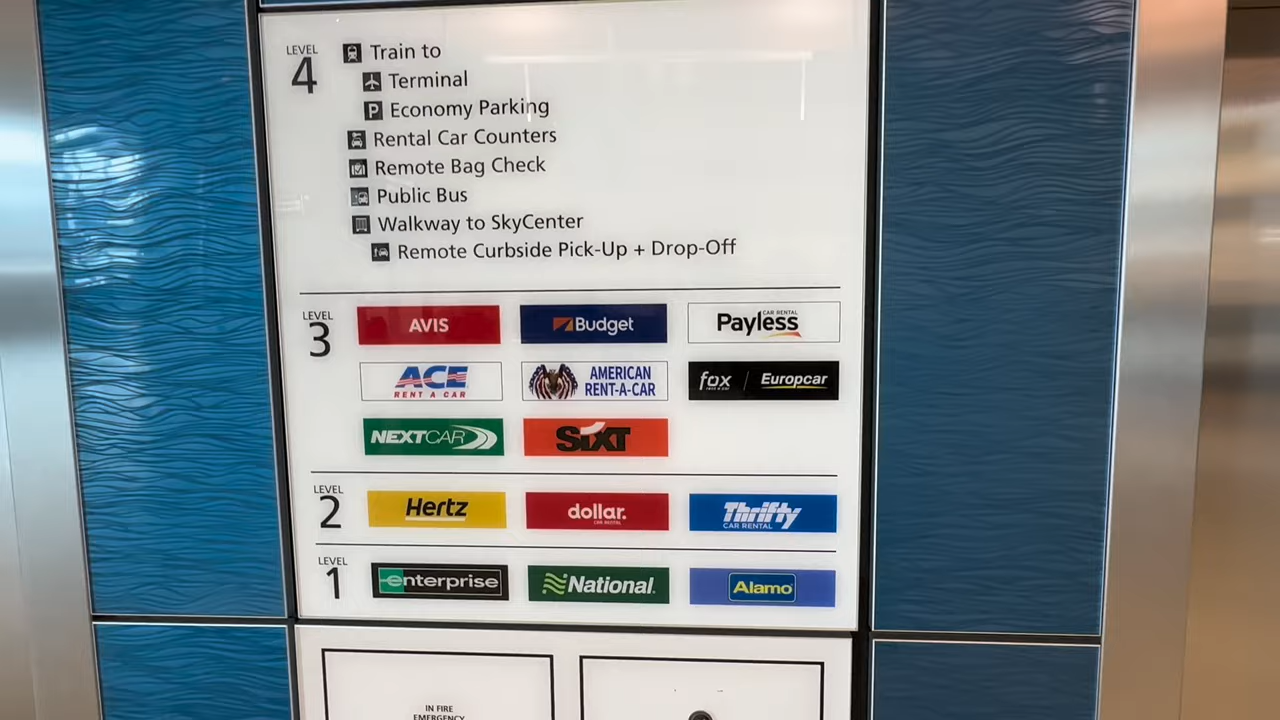 LEVEL
4
Train to
Terminal
P Economy Parking
Rental Car Counters
Remote Bag Check
Public Bus
Walkway to SkyCenter
Remote Curbside Pick-Up + Drop-Off
LEVEL
3
AVIS
Budget
Payless
CAR RENTAL
ACE
RENT A CAR
AMERICAN
RENT-A-CAR
fox
Europcar
NEXTCAR
SIXT
LEVEL
2
Hertz
dollar.
CAR RENTAL
Thrifty
CAR RENTAL
LEVEL
1
enterprise
National.
Alamo
IN FIRE
EMERGENCY